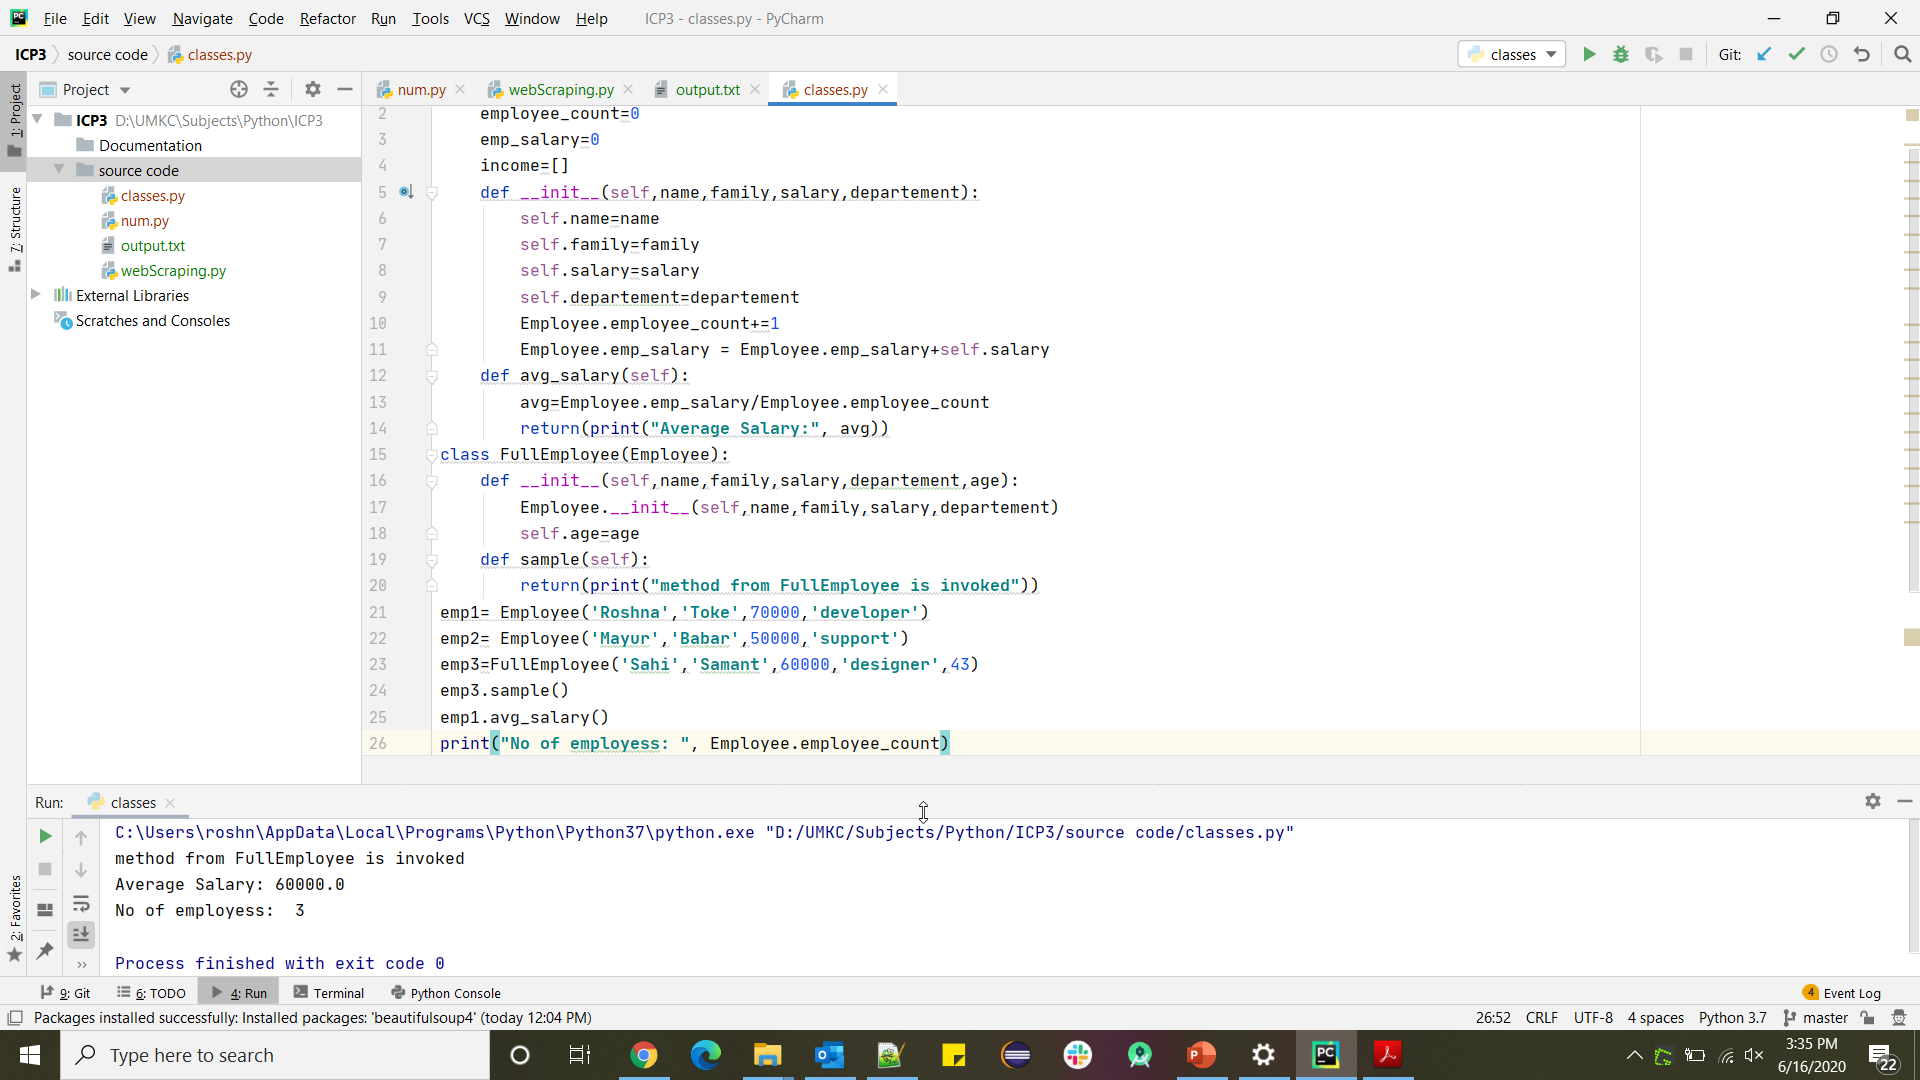 File Edit View Navigate Code Refactor Run Tools VCS Window Help ICP3 - classes.py - PyCharm
ICP3 source code classes.py classes Git:
Project num.py webScraping.py output.txt classes.py
1: Project
7: Structure
2: Favorites
ICP3 D:\UMKC\Subjects\Python\ICP3
Documentation
source code
classes.py
num.py
output.txt
webScraping.py
External Libraries
Scratches and Consoles
2 employee_count=0
3 emp_salary=0
4 income=[]
5 def __init__(self,name,family,salary,departement):
6 self.name=name
7 self.family=family
8 self.salary=salary
9 self.departement=departement
10 Employee.employee_count+=1
11 Employee.emp_salary = Employee.emp_salary+self.salary
12 def avg_salary(self):
13 avg=Employee.emp_salary/Employee.employee_count
14 return(print("Average Salary:", avg))
15 class FullEmployee(Employee):
16 def __init__(self,name,family,salary,departement,age):
17 Employee.__init__(self,name,family,salary,departement)
18 self.age=age
19 def sample(self):
20 return(print("method from FullEmployee is invoked"))
21 emp1= Employee('Roshna','Toke',70000,'developer')
22 emp2= Employee('Mayur','Babar',50000,'support')
23 emp3=FullEmployee('Sahi','Samant',60000,'designer',43)
24 emp3.sample()
25 emp1.avg_salary()
26 print("No of employess: ", Employee.employee_count)
Run: classes
C:\Users\roshn\AppData\Local\Programs\Python\Python37\python.exe "D:/UMKC/Subjects/Python/ICP3/source code/classes.py"
method from FullEmployee is invoked
Average Salary: 60000.0
No of employess:  3
Process finished with exit code 0
9: Git 6: TODO 4: Run Terminal Python Console 4 Event Log
Packages installed successfully: Installed packages: 'beautifulsoup4' (today 12:04 PM) 26:52 CRLF UTF-8 4 spaces Python 3.7 master
Type here to search
3:35 PM
6/16/2020
22